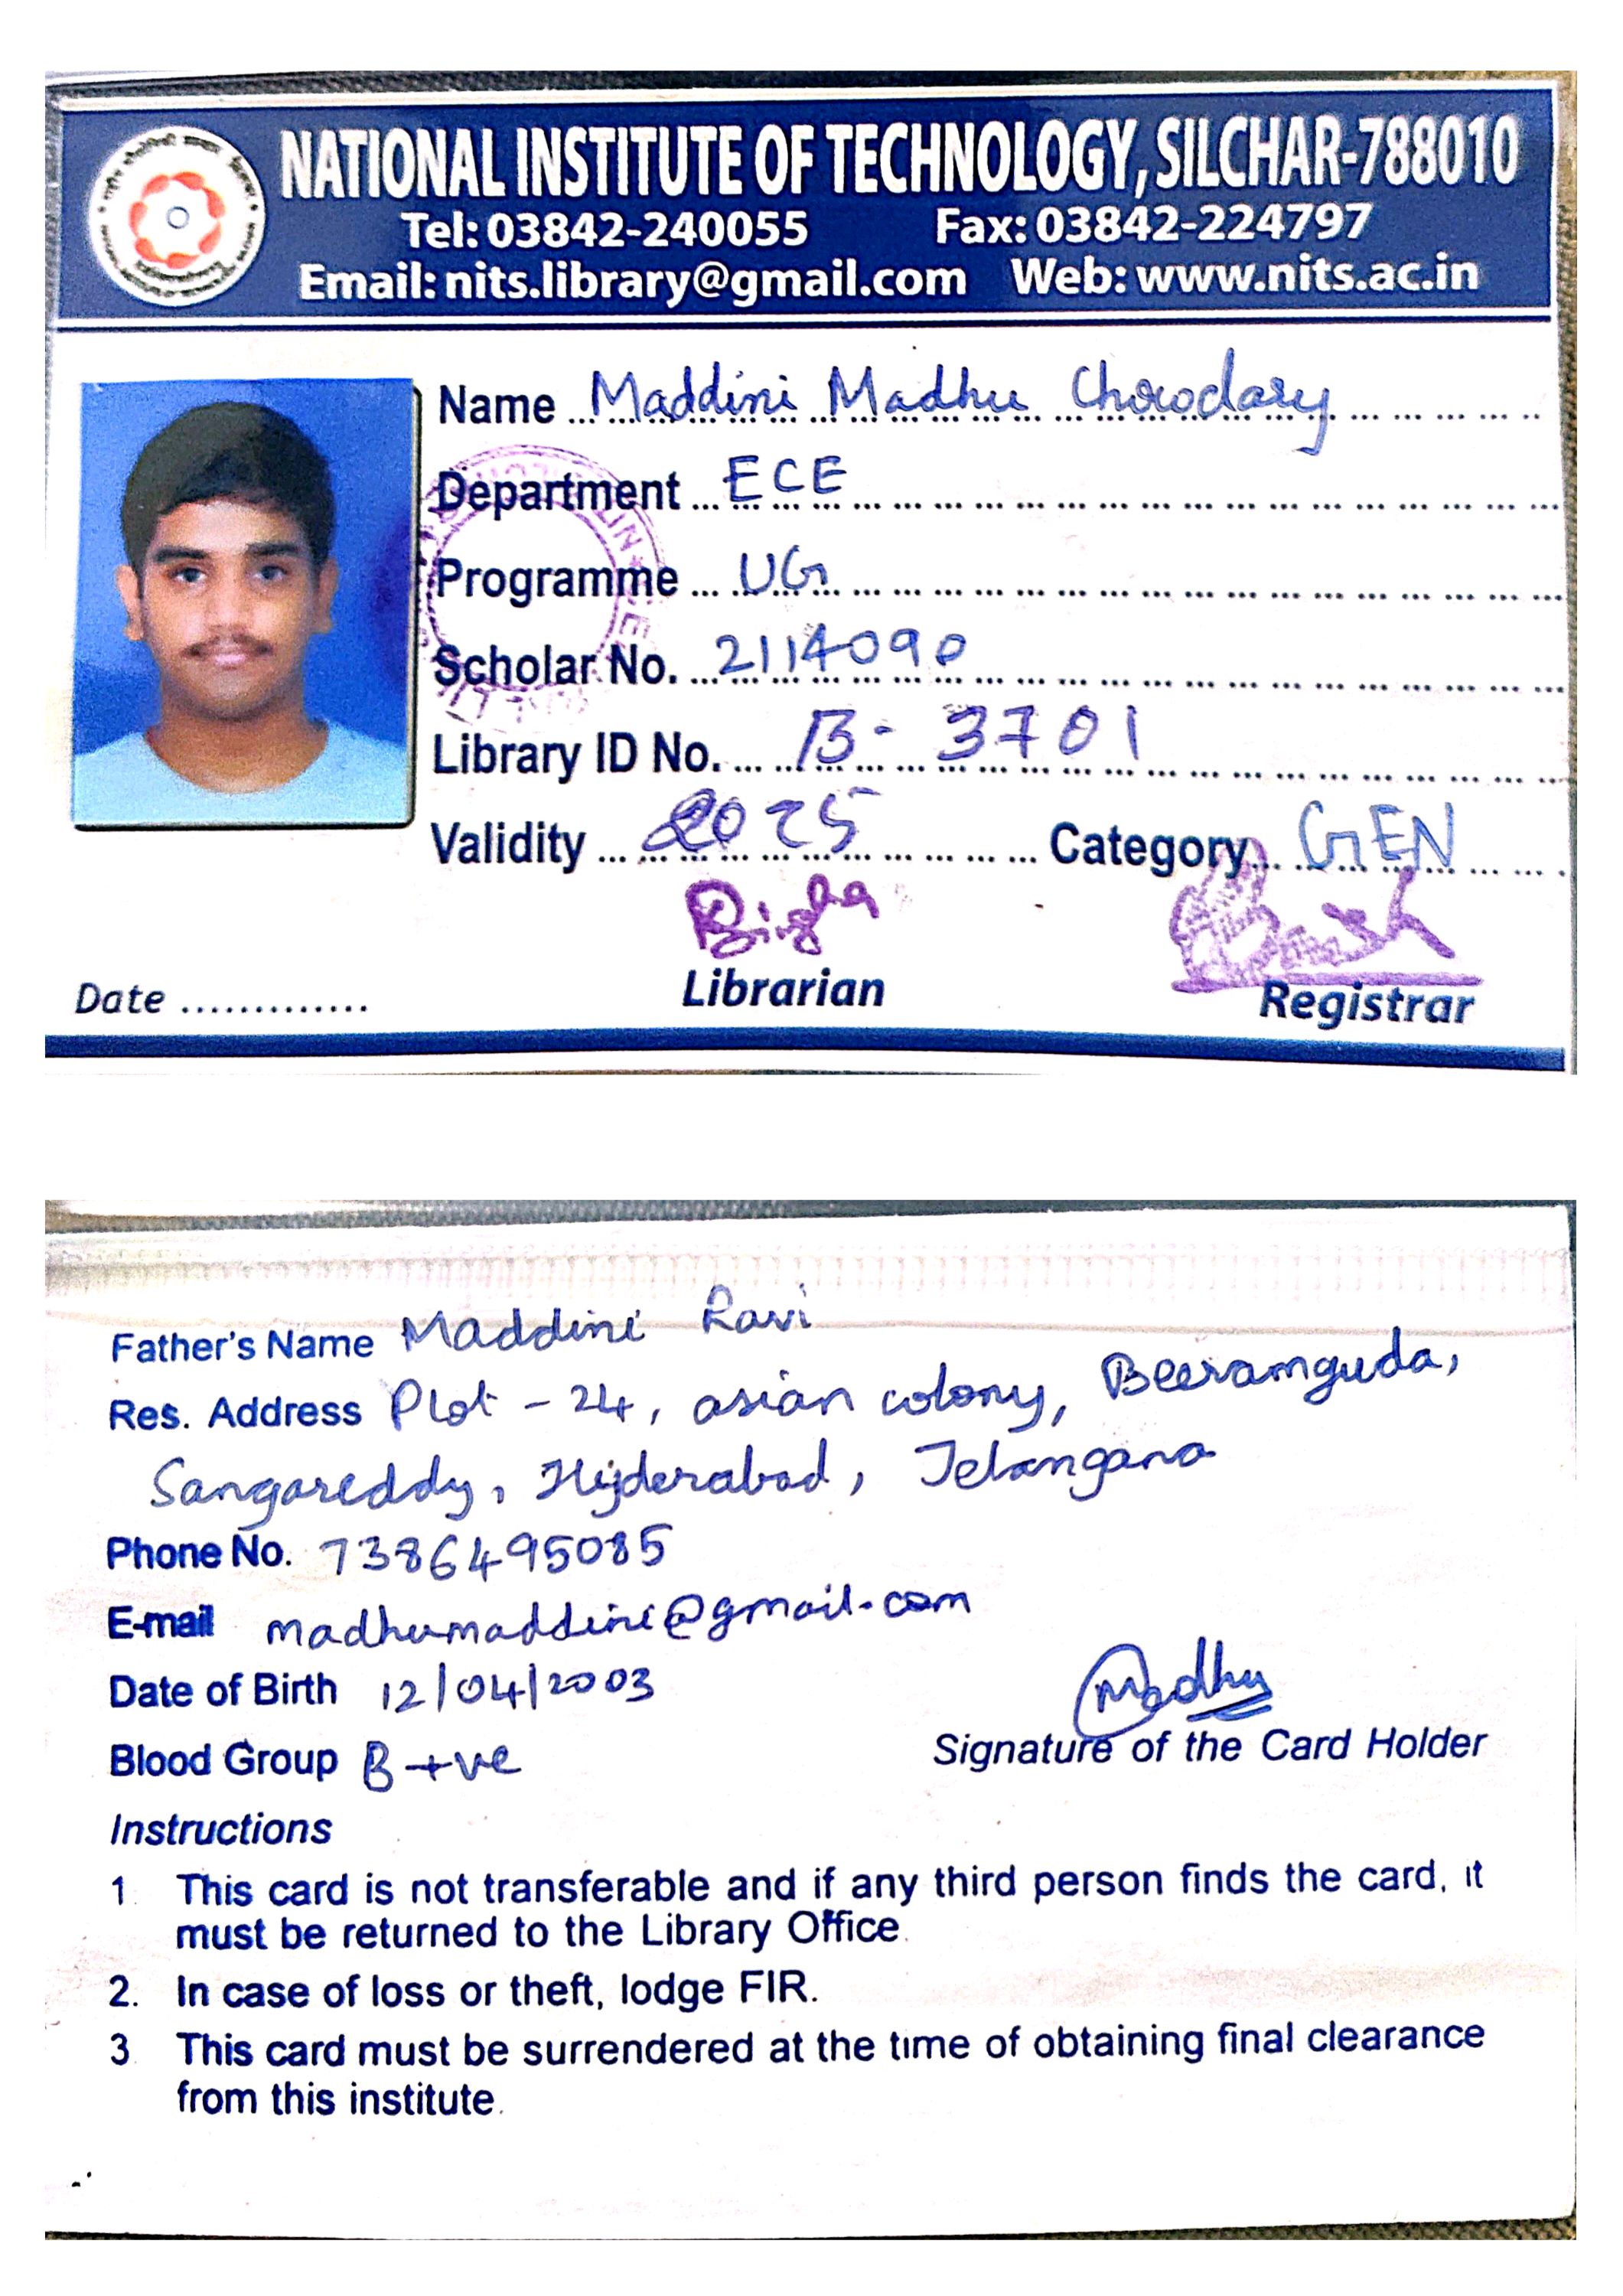 NATIONAL INSTITUTE OF TECHNOLOGY, SILCHAR-788010
Tel: 03842-240055 Fax: 03842-224797
Email: nits.library@gmail.com Web: www.nits.ac.in
Name ... Maddini Madhu Chowdary
Department ... ECE
Programme ... UG
Scholar No. ... 2114090
Library ID No. ... B- 3701
Validity ... 2025 Category ... GEN
Date ............. Librarian Registrar
Father's Name Maddini Ravi
Res. Address Plot - 24, asian colony, Beeramguda,
Sangareddy, Hyderabad, Telangana
Phone No. 7386495085
E-mail madhumaddini@gmail.com
Date of Birth 12/04/2003
Madhu
Blood Group B +ve
Signature of the Card Holder
Instructions
1. This card is not transferable and if any third person finds the card, it
must be returned to the Library Office.
2. In case of loss or theft, lodge FIR.
3. This card must be surrendered at the time of obtaining final clearance
from this institute.